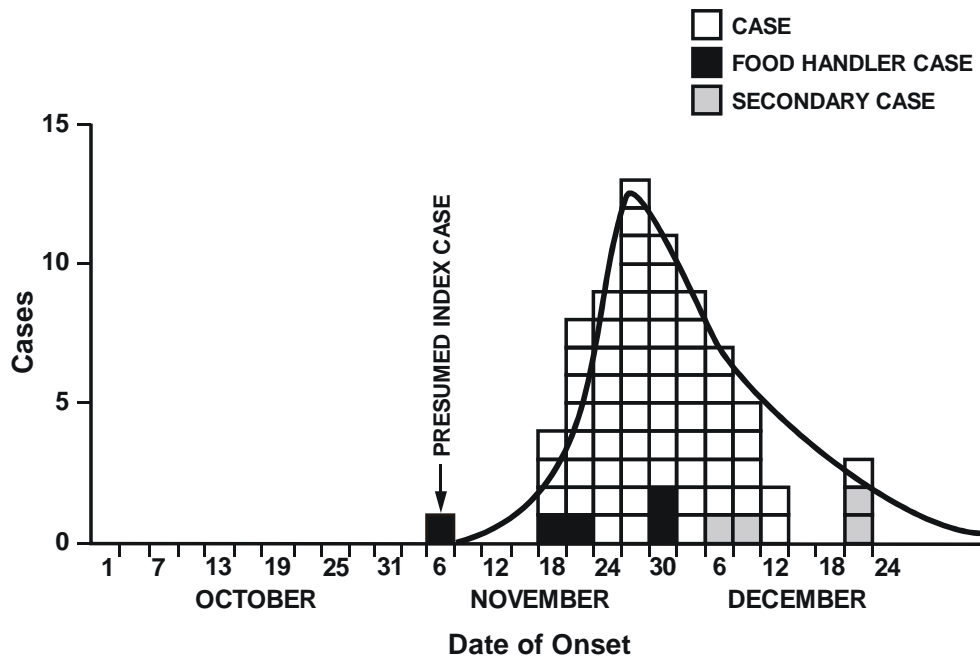 CASE
FOOD HANDLER CASE
SECONDARY CASE
15
10
5
0
Cases
PRESUMED INDEX CASE
1 7 13 19 25 31 6 12 18 24 30 6 12 18 24
OCTOBER NOVEMBER DECEMBER
Date of Onset